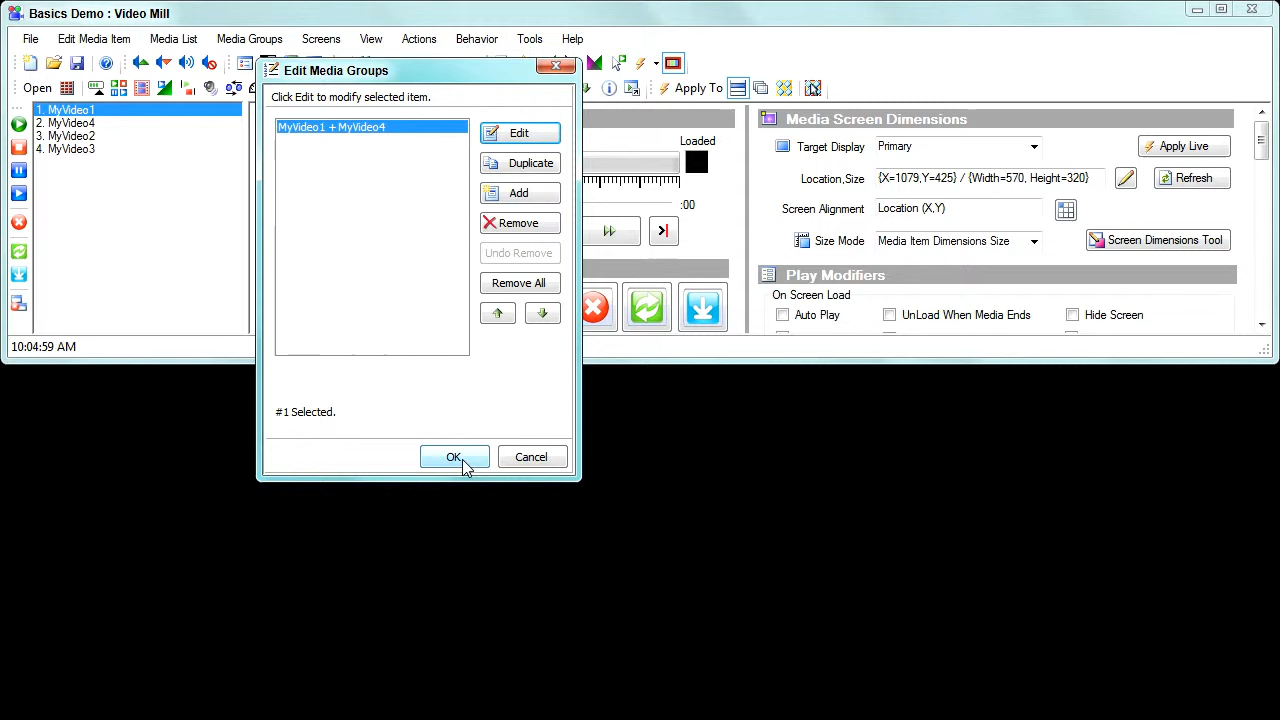 Basics Demo : Video Mill
File Edit Media Item Media List Media Groups Screens View Actions Behavior Tools Help
Open
Apply To
1. MyVideo1
2. MyVideo4
3. MyVideo2
4. MyVideo3
10:04:59 AM
Edit Media Groups
Click Edit to modify selected item.
MyVideo1 + MyVideo4
Edit
Duplicate
Add
Remove
Undo Remove
Remove All
#1 Selected.
OK Cancel
Loaded
:00
Media Screen Dimensions
Target Display Primary Apply Live
Location,Size {X=1079,Y=425} / {Width=570, Height=320} Refresh
Screen Alignment Location (X,Y)
Size Mode Media Item Dimensions Size Screen Dimensions Tool
Play Modifiers
On Screen Load
Auto Play UnLoad When Media Ends Hide Screen